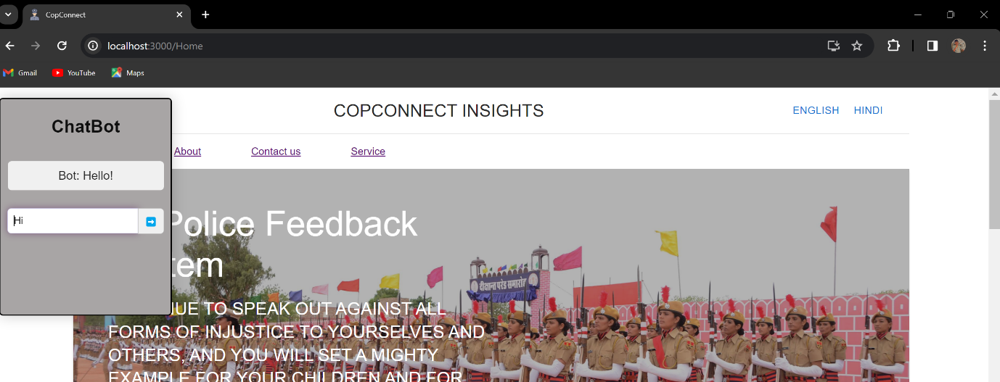 CopConnect
localhost:3000/Home
Gmail
YouTube
Maps
COPCONNECT INSIGHTS
ENGLISH HINDI
About
Contact us
Service
ChatBot
Bot: Hello!
Hi
Police Feedback
tem
UE TO SPEAK OUT AGAINST ALL
FORMS OF INJUSTICE TO YOURSELVES AND
OTHERS, AND YOU WILL SET A MIGHTY
EXAMPLE FOR YOUR CHILDREN AND FOR
दीक्षान्त परेड समारोह